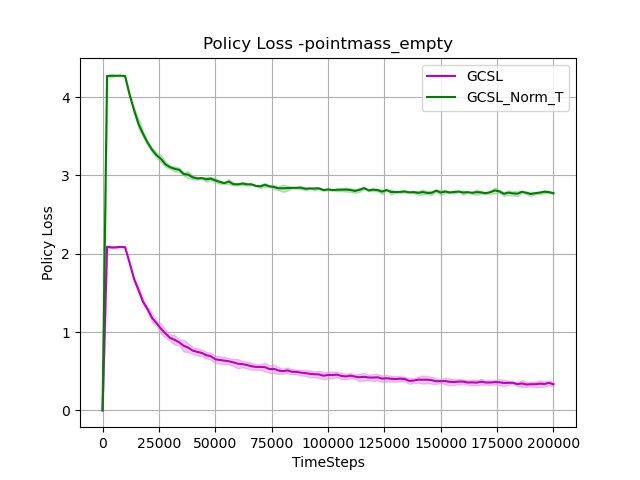 Policy Loss -pointmass_empty
GCSL
GCSL_Norm_T
Policy Loss
4
3
2
1
0
0 25000 50000 75000 100000 125000 150000 175000 200000
TimeSteps